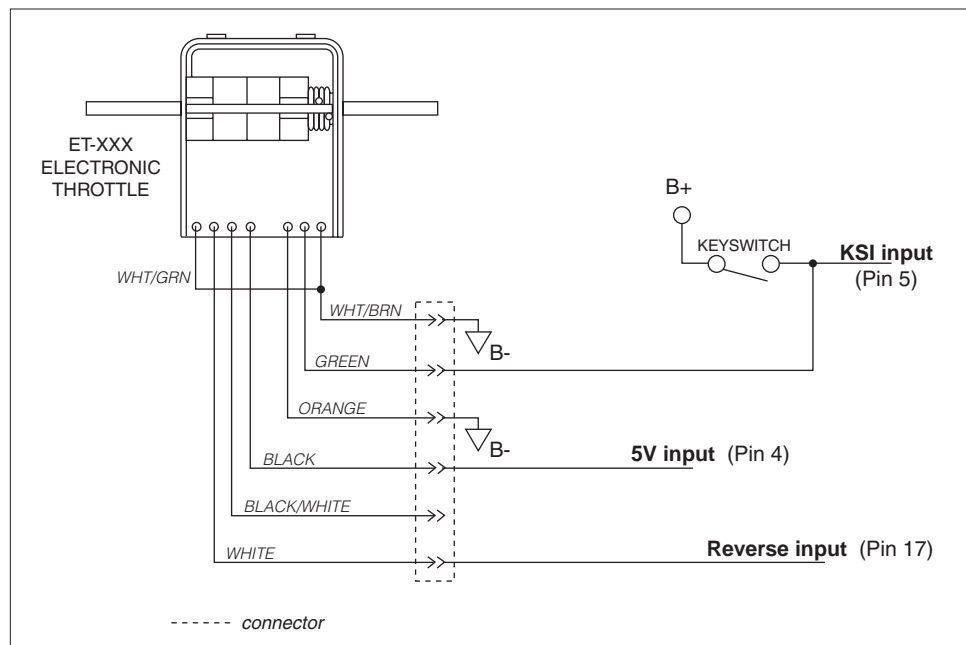 ET-XXX
ELECTRONIC
THROTTLE
B+
KEYSWITCH
KSI input
(Pin 5)
WHT/GRN
WHT/BRN
B-
GREEN
ORANGE
B-
5V input (Pin 4)
BLACK
BLACK/WHITE
WHITE
Reverse input (Pin 17)
connector